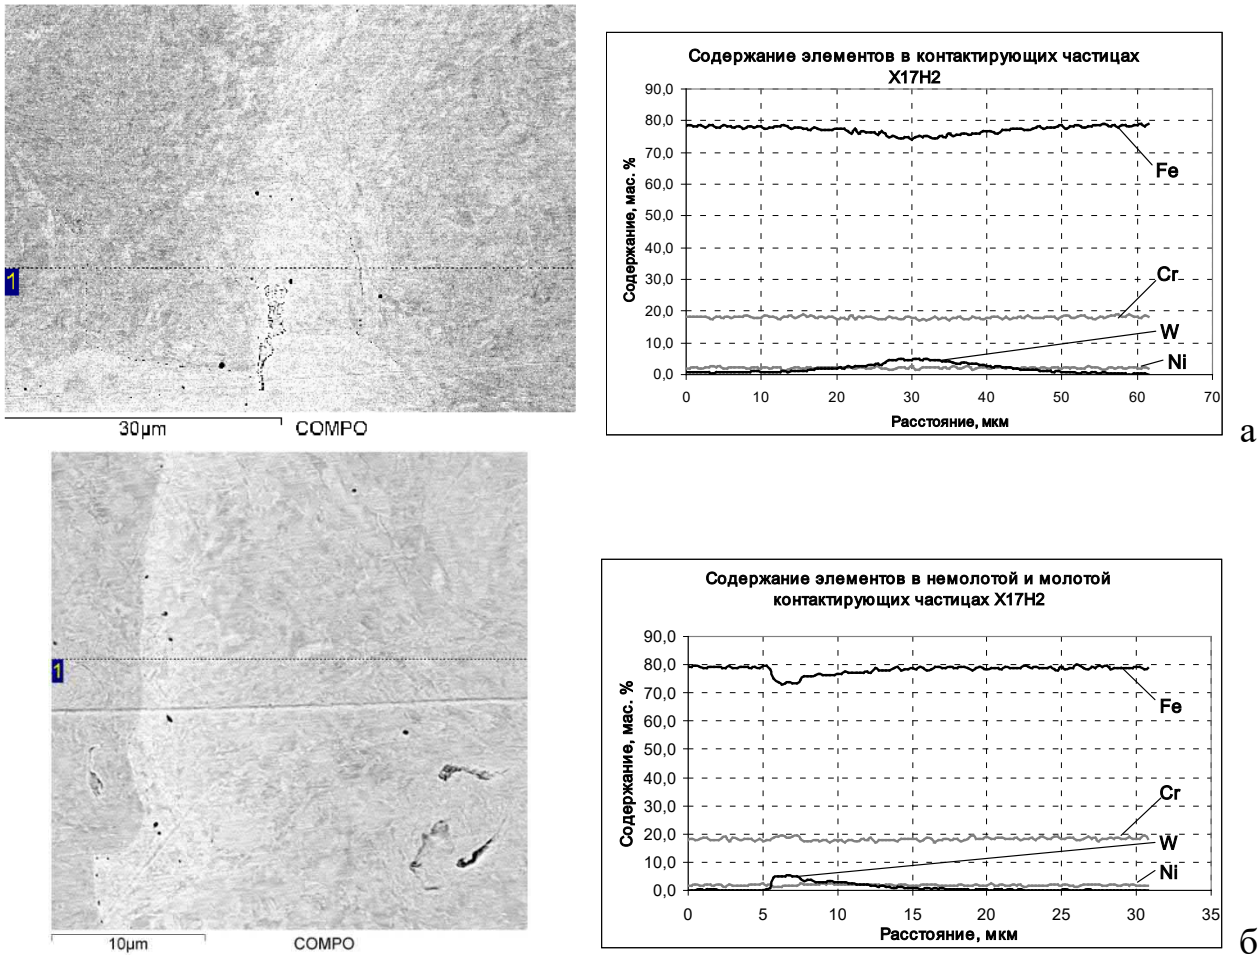 1
30µm
COMPO
Содержание элементов в контактирующих частицах
Х17Н2
Содержание, мас. %
90,0
80,0
70,0
60,0
50,0
40,0
30,0
20,0
10,0
0,0
Fe
Cr
W
Ni
0 10 20 30 40 50 60 70
Расстояние, мкм
а
1
10µm
COMPO
Содержание элементов в немолотой и молотой
контактирующих частицах Х17Н2
Содержание, мас. %
90,0
80,0
70,0
60,0
50,0
40,0
30,0
20,0
10,0
0,0
Fe
Cr
W
Ni
0 5 10 15 20 25 30 35
Расстояние, мкм
б